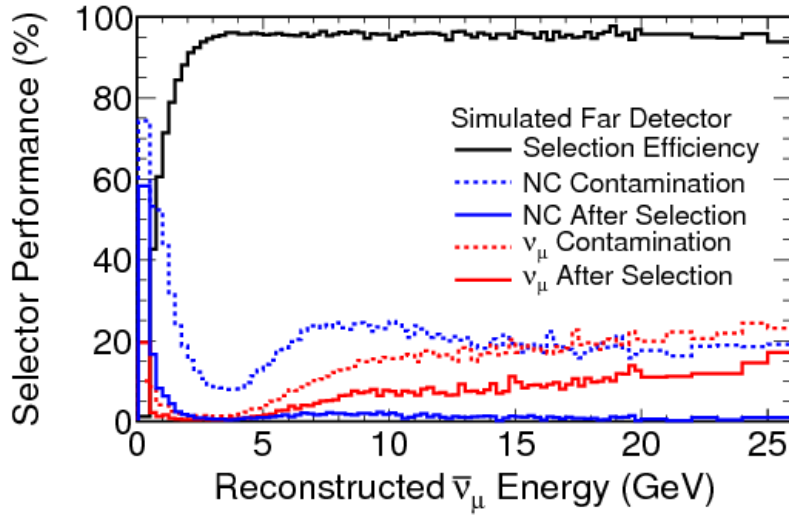 Selector Performance (%)
100
80
60
40
20
0
Simulated Far Detector
Selection Efficiency
NC Contamination
NC After Selection
νμ Contamination
νμ After Selection
0 5 10 15 20 25
Reconstructed ν̄μ Energy (GeV)